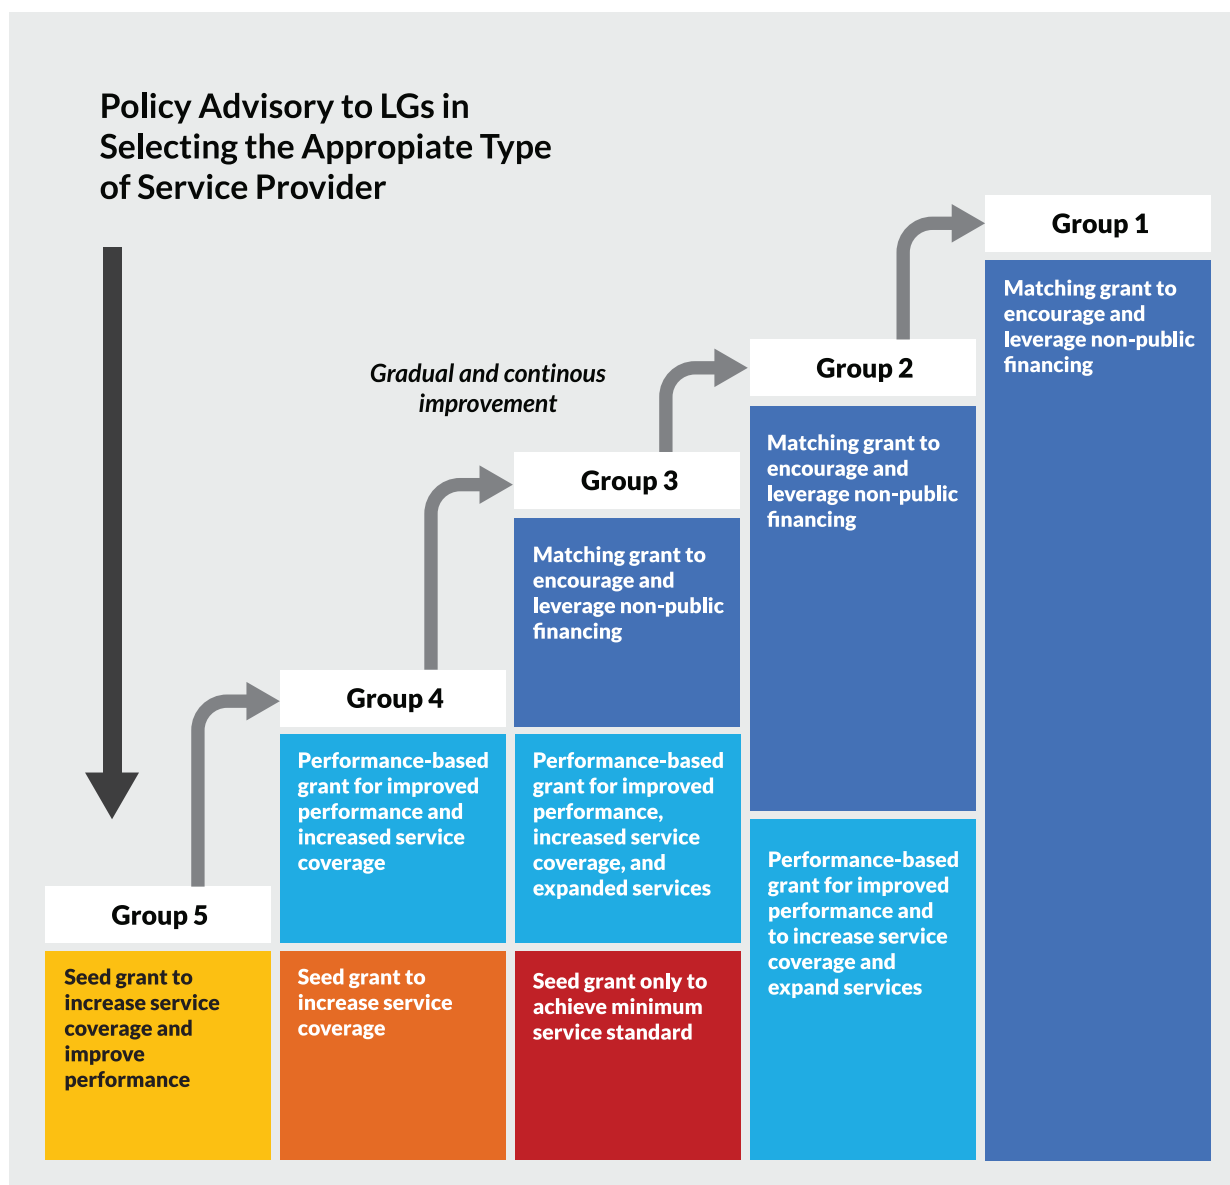 Policy Advisory to LGs in
Selecting the Appropiate Type
of Service Provider
Gradual and continous
improvement
Group 5
Seed grant to
increase service
coverage and
improve
performance
Group 4
Performance-based
grant for improved
performance and
increased service
coverage
Seed grant to
increase service
coverage
Group 3
Matching grant to
encourage and
leverage non-public
financing
Performance-based
grant for improved
performance,
increased service
coverage, and
expanded services
Seed grant only to
achieve minimum
service standard
Group 2
Matching grant to
encourage and
leverage non-public
financing
Performance-based
grant for improved
performance and
to increase service
coverage and
expand services
Group 1
Matching grant to
encourage and
leverage non-public
financing